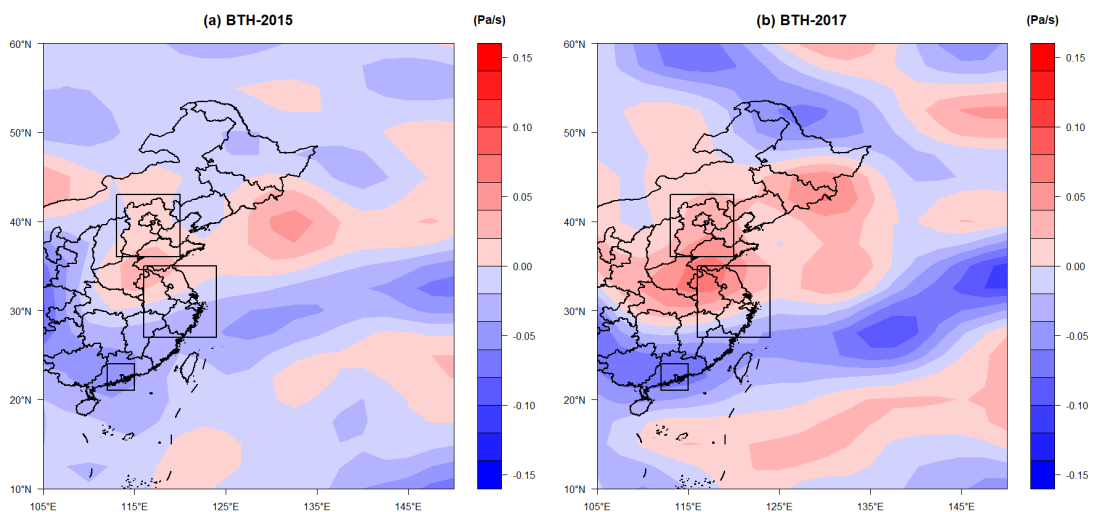 (a) BTH-2015
(Pa/s)
60°N
50°N
40°N
30°N
20°N
10°N
105°E
115°E
125°E
135°E
145°E
0.15
0.10
0.05
0.00
-0.05
-0.10
-0.15
(b) BTH-2017
(Pa/s)
60°N
50°N
40°N
30°N
20°N
10°N
105°E
115°E
125°E
135°E
145°E
0.15
0.10
0.05
0.00
-0.05
-0.10
-0.15